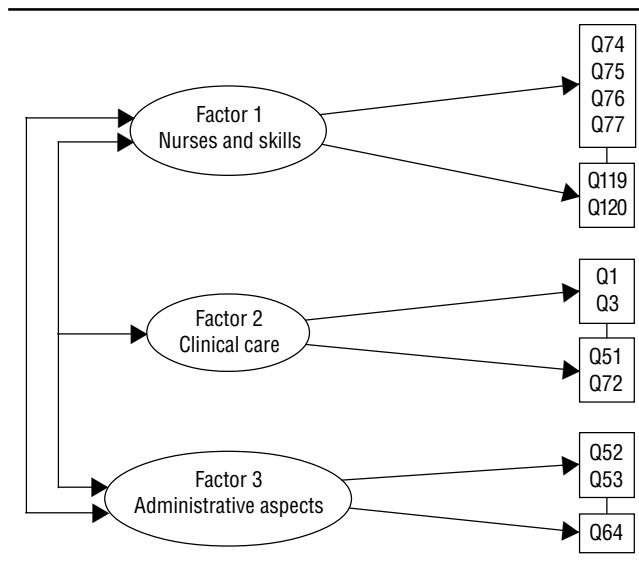 Factor 1
Nurses and skills
Q74
Q75
Q76
Q77
Q119
Q120
Factor 2
Clinical care
Q1
Q3
Q51
Q72
Factor 3
Administrative aspects
Q52
Q53
Q64